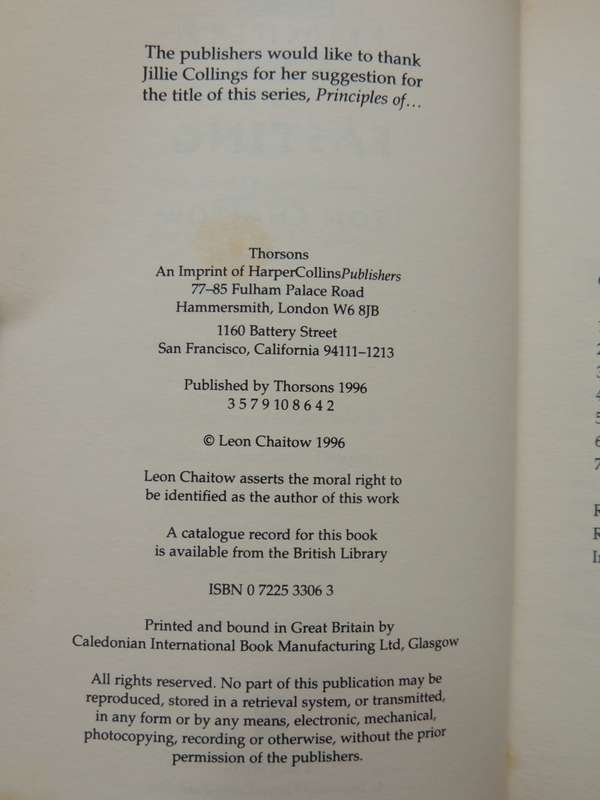 The publishers would like to thank
Jillie Collings for her suggestion for
the title of this series, Principles of...
Thorsons
An Imprint of HarperCollinsPublishers
77–85 Fulham Palace Road
Hammersmith, London W6 8JB
1160 Battery Street
San Francisco, California 94111–1213
Published by Thorsons 1996
3 5 7 9 10 8 6 4 2
© Leon Chaitow 1996
Leon Chaitow asserts the moral right to
be identified as the author of this work
A catalogue record for this book
is available from the British Library
ISBN 0 7225 3306 3
Printed and bound in Great Britain by
Caledonian International Book Manufacturing Ltd, Glasgow
All rights reserved. No part of this publication may be
reproduced, stored in a retrieval system, or transmitted,
in any form or by any means, electronic, mechanical,
photocopying, recording or otherwise, without the prior
permission of the publishers.